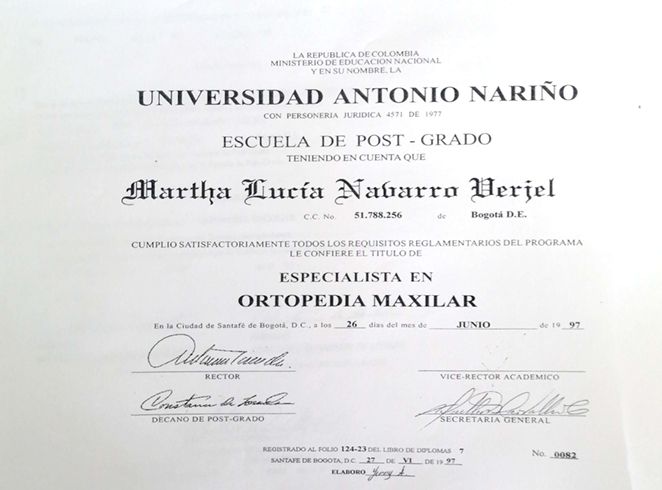 LA REPUBLICA DE COLOMBIA
MINISTERIO DE EDUCACION NACIONAL
Y EN SU NOMBRE, LA
UNIVERSIDAD ANTONIO NARIÑO
CON PERSONERIA JURIDICA 4571 DE 1977
ESCUELA DE POST - GRADO
TENIENDO EN CUENTA QUE
Martha Lucía Navarro Verjel
C.C. No. 51.788.256 de Bogotá D.E.
CUMPLIO SATISFACTORIAMENTE TODOS LOS REQUISITOS REGLAMENTARIOS DEL PROGRAMA
LE CONFIERE EL TITULO DE
ESPECIALISTA EN
ORTOPEDIA MAXILAR
En la Ciudad de Santafé de Bogotá, D.C., a los 26 días del mes de JUNIO de 19 97
RECTOR
VICE-RECTOR ACADEMICO
Constanza de
DECANO DE POST-GRADO
SECRETARIA GENERAL
REGISTRADO AL FOLIO 124-23 DEL LIBRO DE DIPLOMAS 7
No. 0082
SANTAFE DE BOGOTA, D.C. 27 DE VI DE 19 97
ELABORO